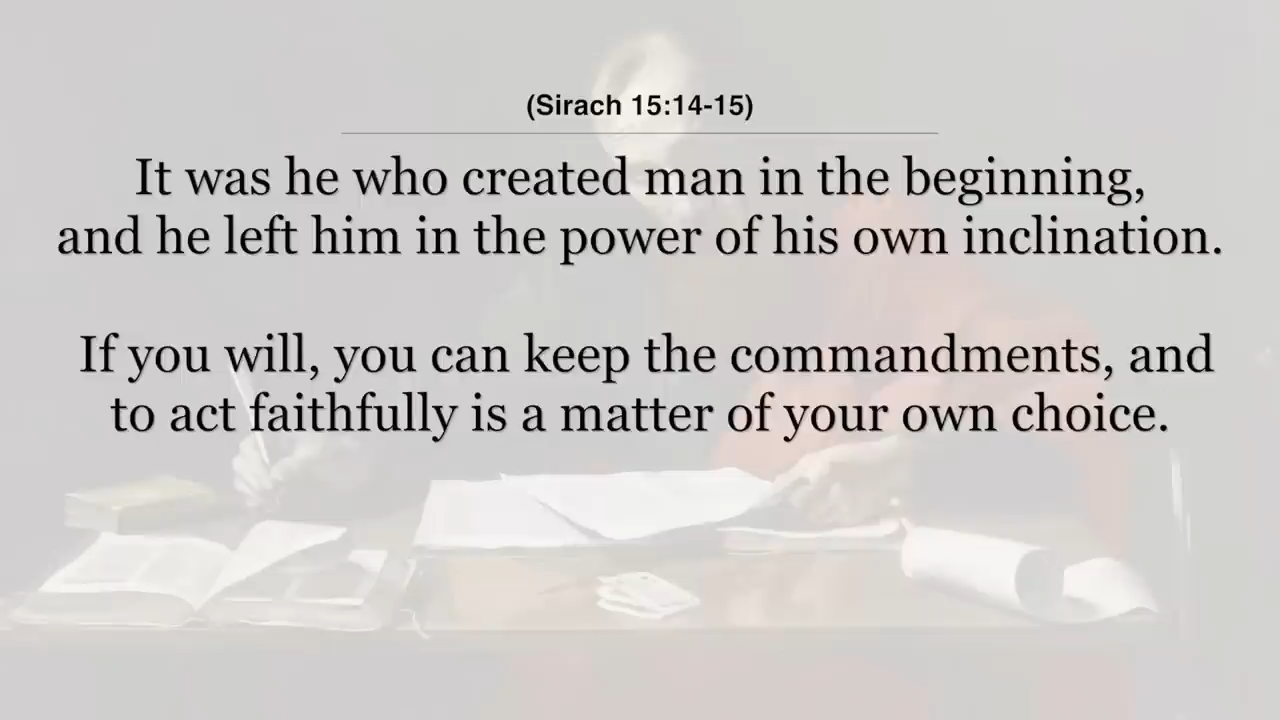 (Sirach 15:14-15)
It was he who created man in the beginning,
and he left him in the power of his own inclination.
If you will, you can keep the commandments, and
to act faithfully is a matter of your own choice.